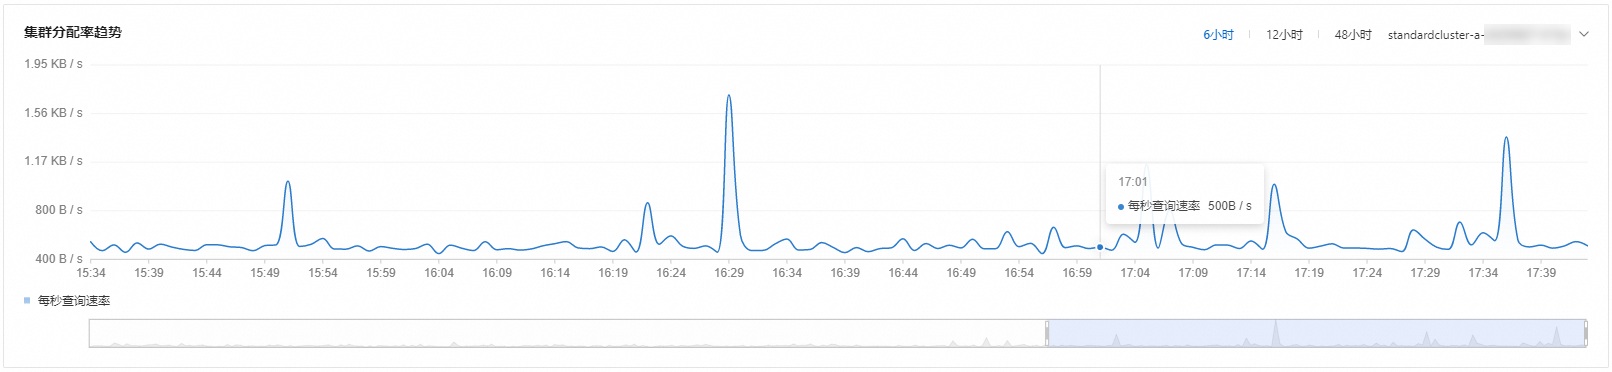 集群分配率趋势
6小时 12小时 48小时 standardcluster-a-
1.95 KB / s
1.56 KB / s
1.17 KB / s
800 B / s
400 B / s
17:01
每秒查询速率 500B / s
15:34 15:39 15:44 15:49 15:54 15:59 16:04 16:09 16:14 16:19 16:24 16:29 16:34 16:39 16:44 16:49 16:54 16:59 17:04 17:09 17:14 17:19 17:24 17:29 17:34 17:39
每秒查询速率